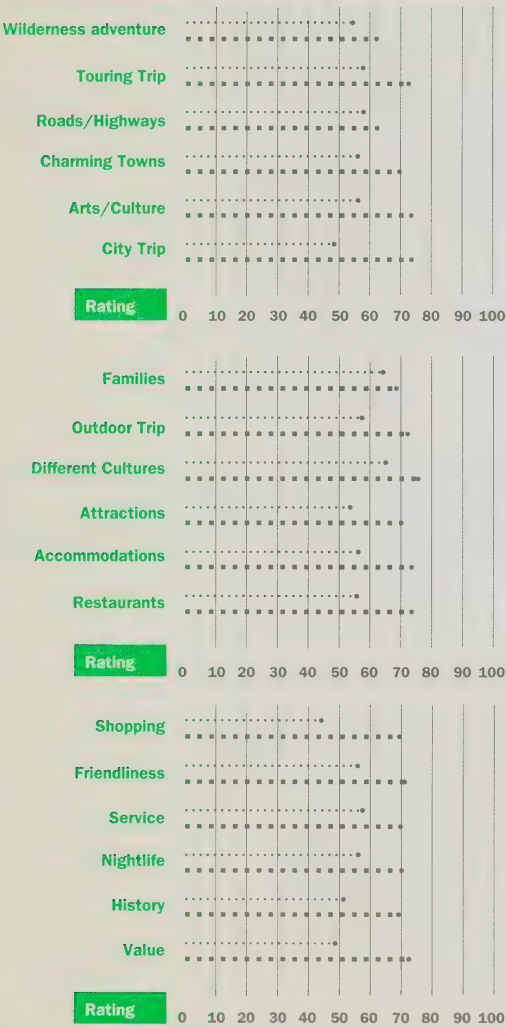 Wilderness adventure
Touring Trip
Roads/Highways
Charming Towns
Arts/Culture
City Trip
Rating 0 10 20 30 40 50 60 70 80 90 100
Families
Outdoor Trip
Different Cultures
Attractions
Accommodations
Restaurants
Rating 0 10 20 30 40 50 60 70 80 90 100
Shopping
Friendliness
Service
Nightlife
History
Value
Rating 0 10 20 30 40 50 60 70 80 90 100